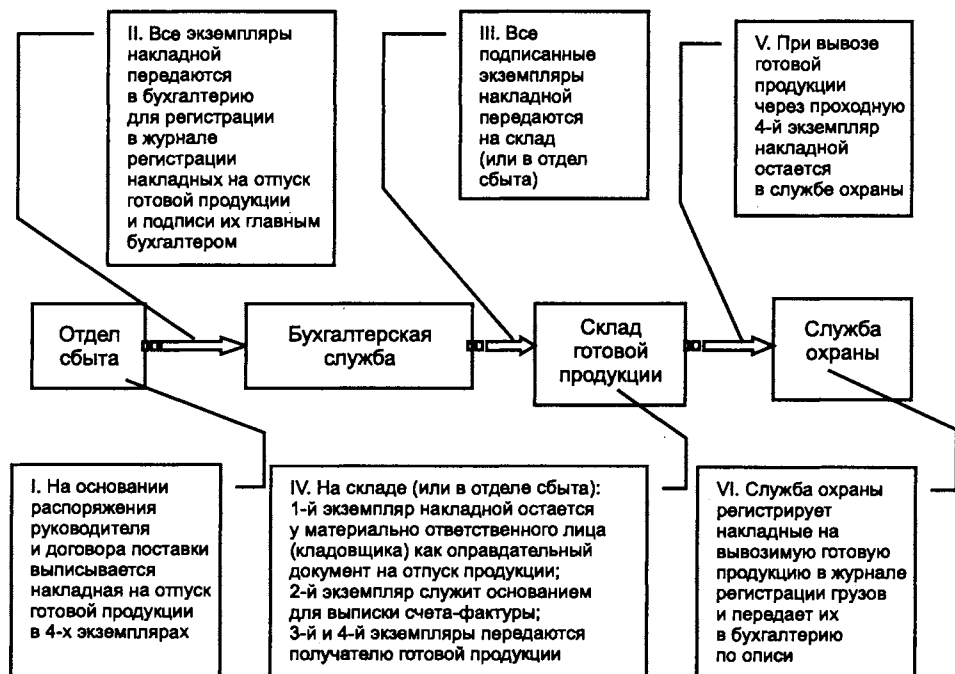 II. Все экземпляры
накладной
передаются
в бухгалтерию
для регистрации
в журнале
регистрации
накладных на отпуск
готовой продукции
и подписи их главным
бухгалтером
III. Все
подписанные
экземпляры
накладной
передаются
на склад
(или в отдел
сбыта)
V. При вывозе
готовой
продукции
через проходную
4-й экземпляр
накладной
остается
в службе охраны
Отдел
сбыта
Бухгалтерская
служба
Склад
готовой
продукции
Служба
охраны
I. На основании
распоряжения
руководителя
и договора поставки
выписывается
накладная на отпуск
готовой продукции
в 4-х экземплярах
IV. На складе (или в отделе сбыта):
1-й экземпляр накладной остается
у материально ответственного лица
(кладовщика) как оправдательный
документ на отпуск продукции;
2-й экземпляр служит основанием
для выписки счета-фактуры;
3-й и 4-й экземпляры передаются
получателю готовой продукции
VI. Служба охраны
регистрирует
накладные на
вывозимую готовую
продукцию в журнале
регистрации грузов
и передает их
в бухгалтерию
по описи